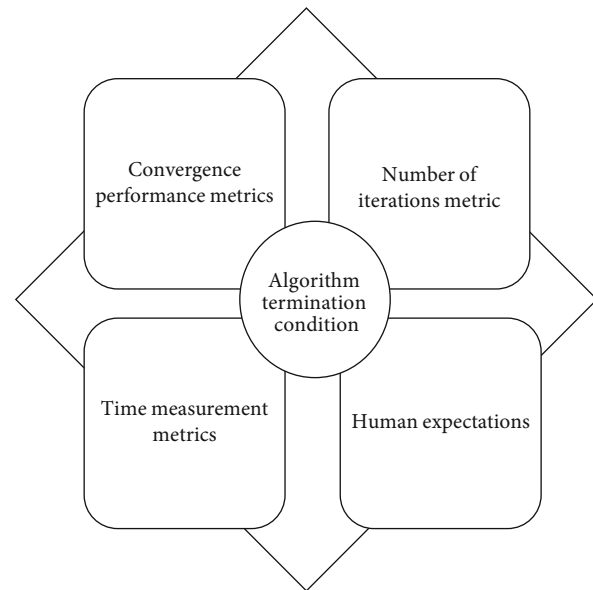 Convergence
performance metrics
Number of
iterations metric
Algorithm
termination
condition
Time measurement
metrics
Human expectations